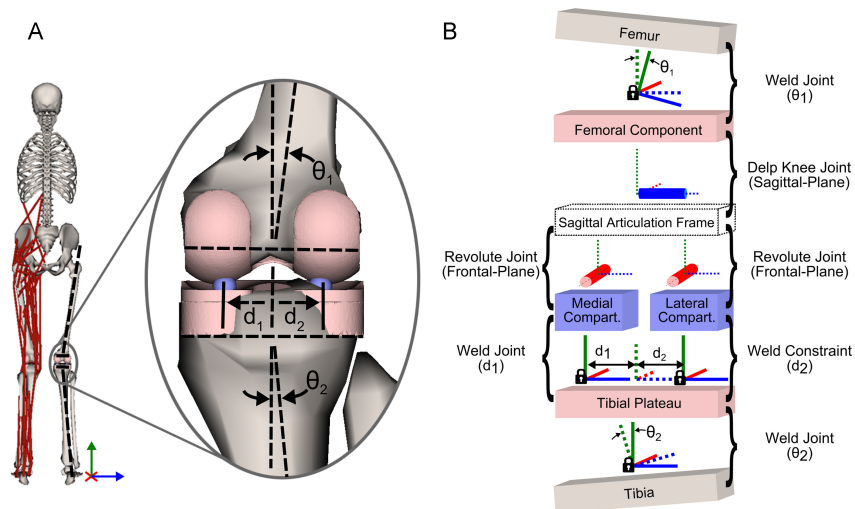 A
θ1
d1
d2
θ2
B
Femur
θ1
Weld Joint
(θ1)
Femoral Component
Delp Knee Joint
(Sagittal-Plane)
Sagittal Articulation Frame
Revolute Joint
(Frontal-Plane)
Revolute Joint
(Frontal-Plane)
Medial
Compart.
Lateral
Compart.
Weld Joint
(d1)
d1
d2
Weld Constraint
(d2)
Tibial Plateau
θ2
Weld Joint
(θ2)
Tibia